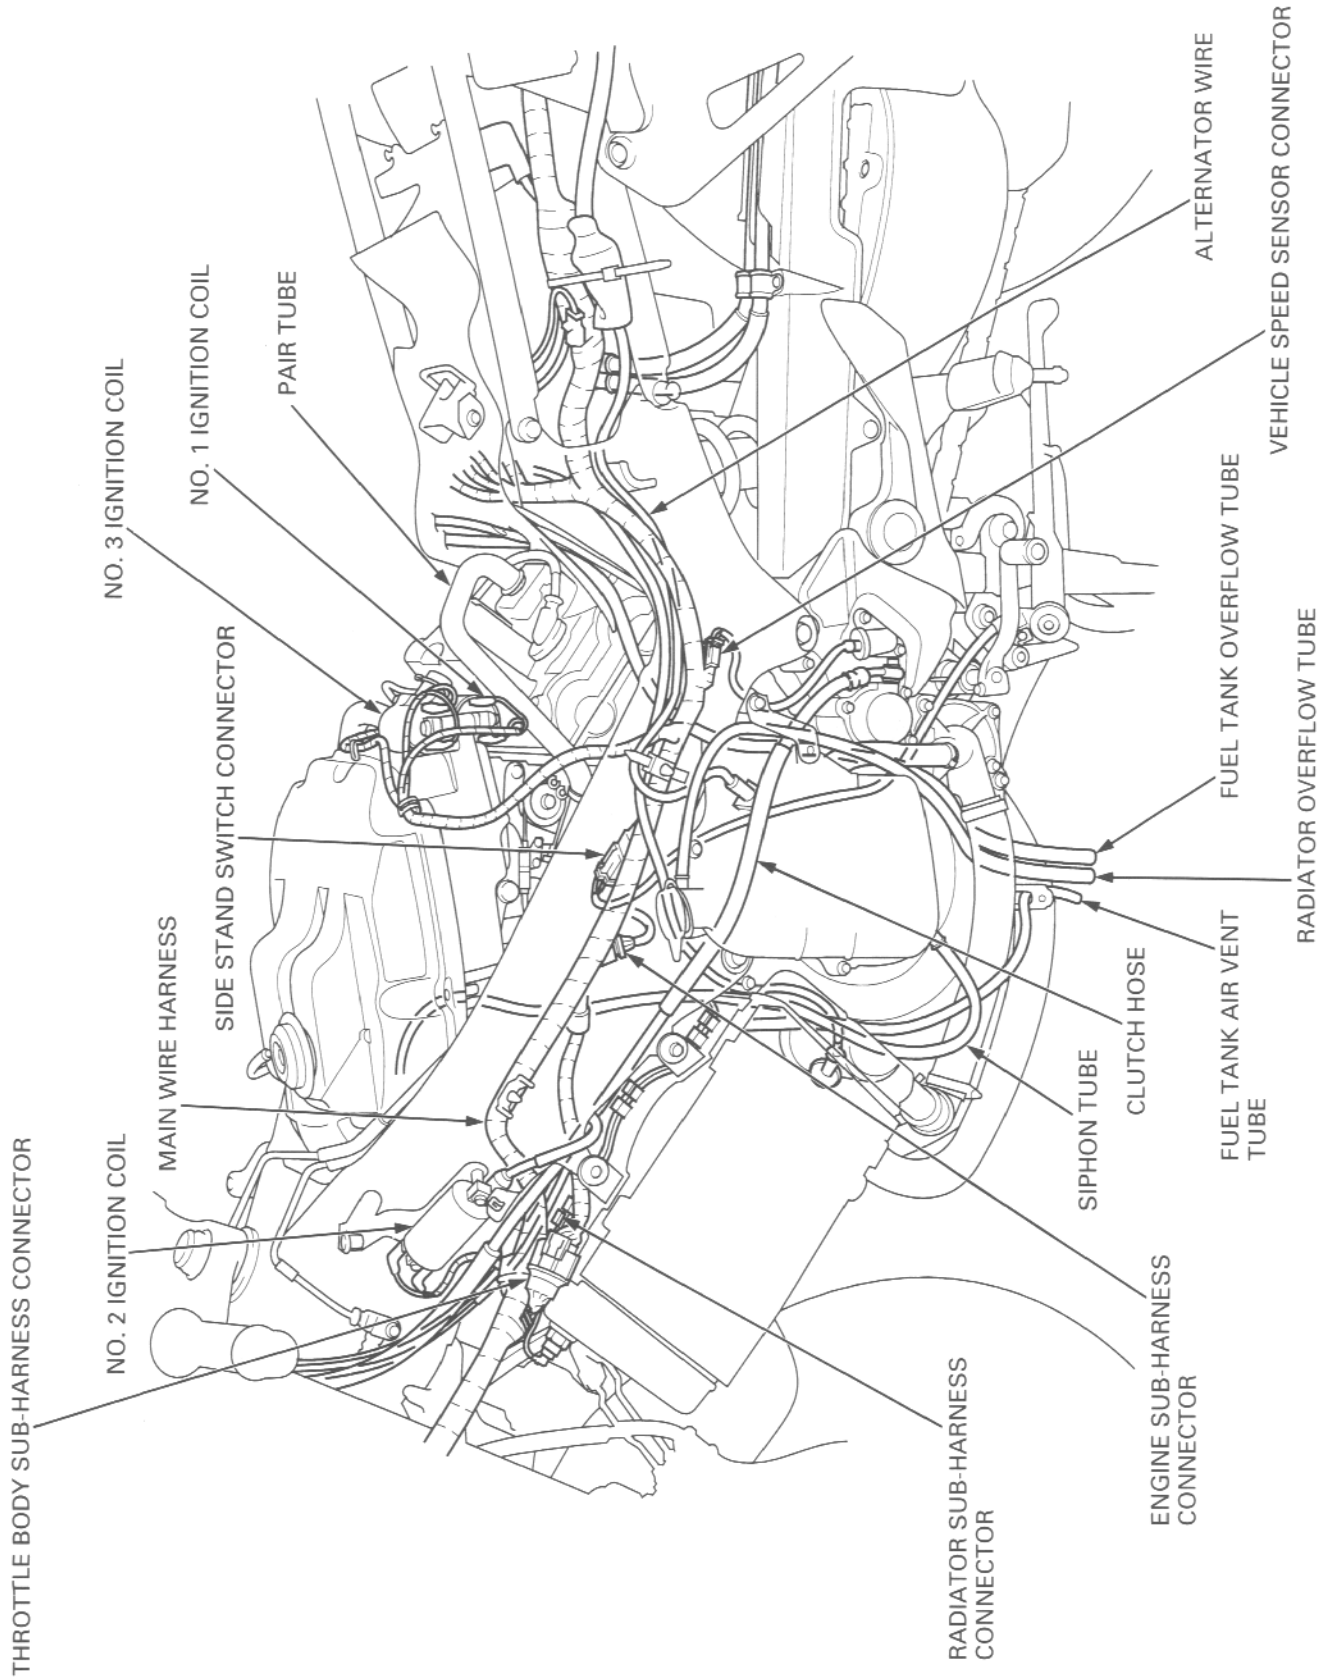 THROTTLE BODY SUB-HARNESS CONNECTOR
NO. 2 IGNITION COIL
MAIN WIRE HARNESS
SIDE STAND SWITCH CONNECTOR
NO. 3 IGNITION COIL
NO. 1 IGNITION COIL
PAIR TUBE
ALTERNATOR WIRE
VEHICLE SPEED SENSOR CONNECTOR
FUEL TANK OVERFLOW TUBE
RADIATOR OVERFLOW TUBE
FUEL TANK AIR VENT
TUBE
CLUTCH HOSE
SIPHON TUBE
ENGINE SUB-HARNESS
CONNECTOR
RADIATOR SUB-HARNESS
CONNECTOR